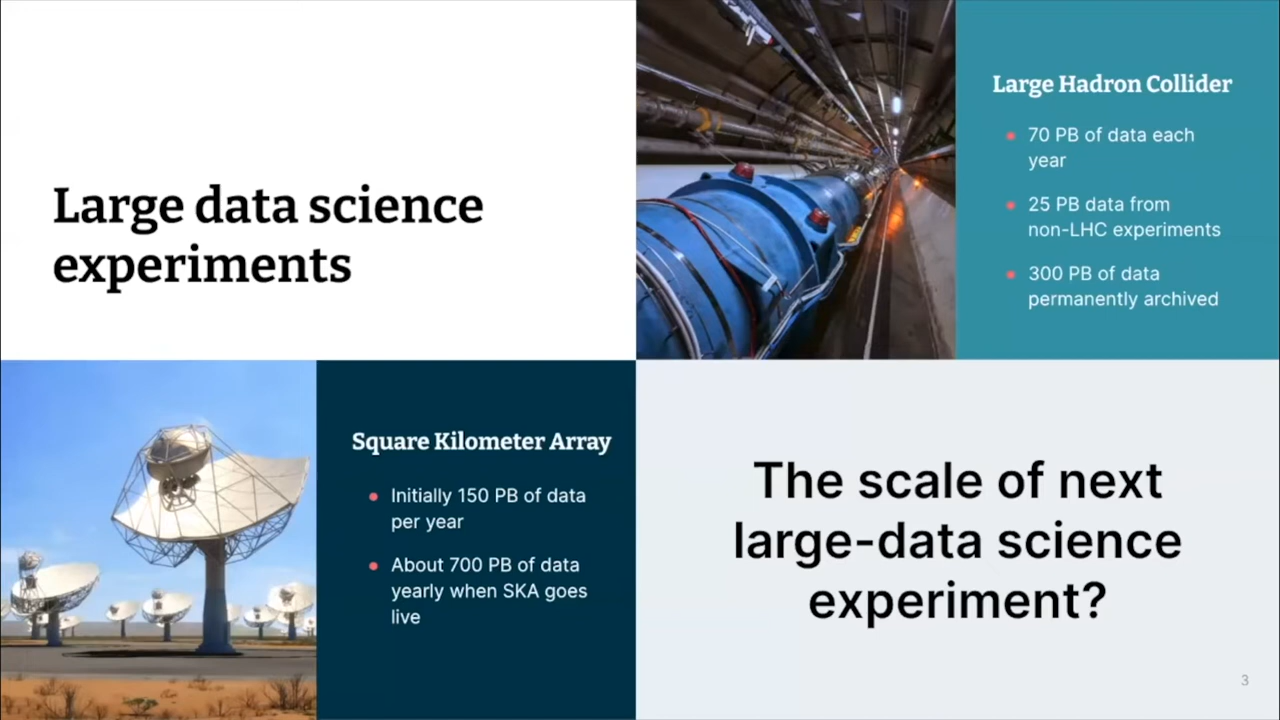 Large data science
experiments
Large Hadron Collider
70 PB of data each
year
25 PB data from
non-LHC experiments
300 PB of data
permanently archived
Square Kilometer Array
Initially 150 PB of data
per year
About 700 PB of data
yearly when SKA goes
live
The scale of next
large-data science
experiment?
3